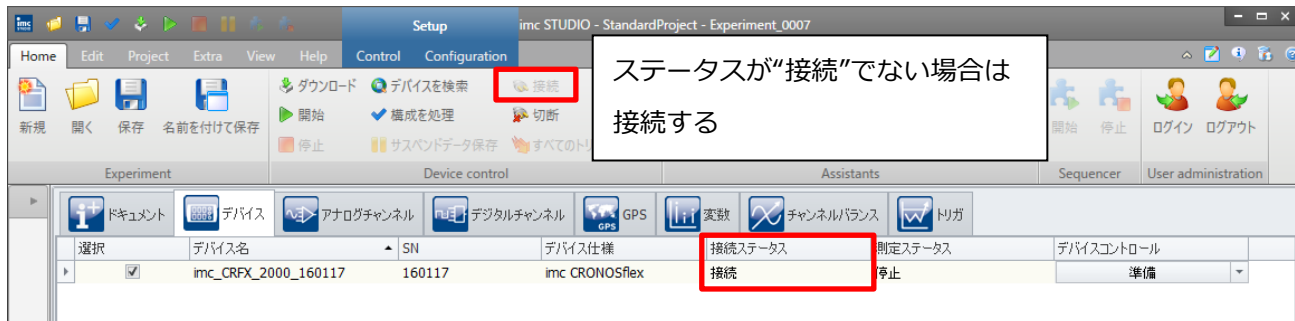 imc
Setup
imc STUDIO - StandardProject - Experiment_0007
Home Edit Project Extra View Help Control Configuration
ステータスが“接続”でない場合は
接続する
新規
開く
保存
名前を付けて保存
ダウンロード
開始
停止
デバイスを検索
構成を処理
サスペンドデータ保存
接続
切断
すべてのトリ
開始
停止
ログイン
ログアウト
Experiment Device control Assistants Sequencer User administration
ドキュメント デバイス アナログチャンネル デジタルチャンネル GPS GPS 変数 チャンネルバランス トリガ
選択 デバイス名 SN デバイス仕様 接続ステータス 測定ステータス デバイスコントロール
imc_CRFX_2000_160117 160117 imc CRONOSflex 接続 停止 準備